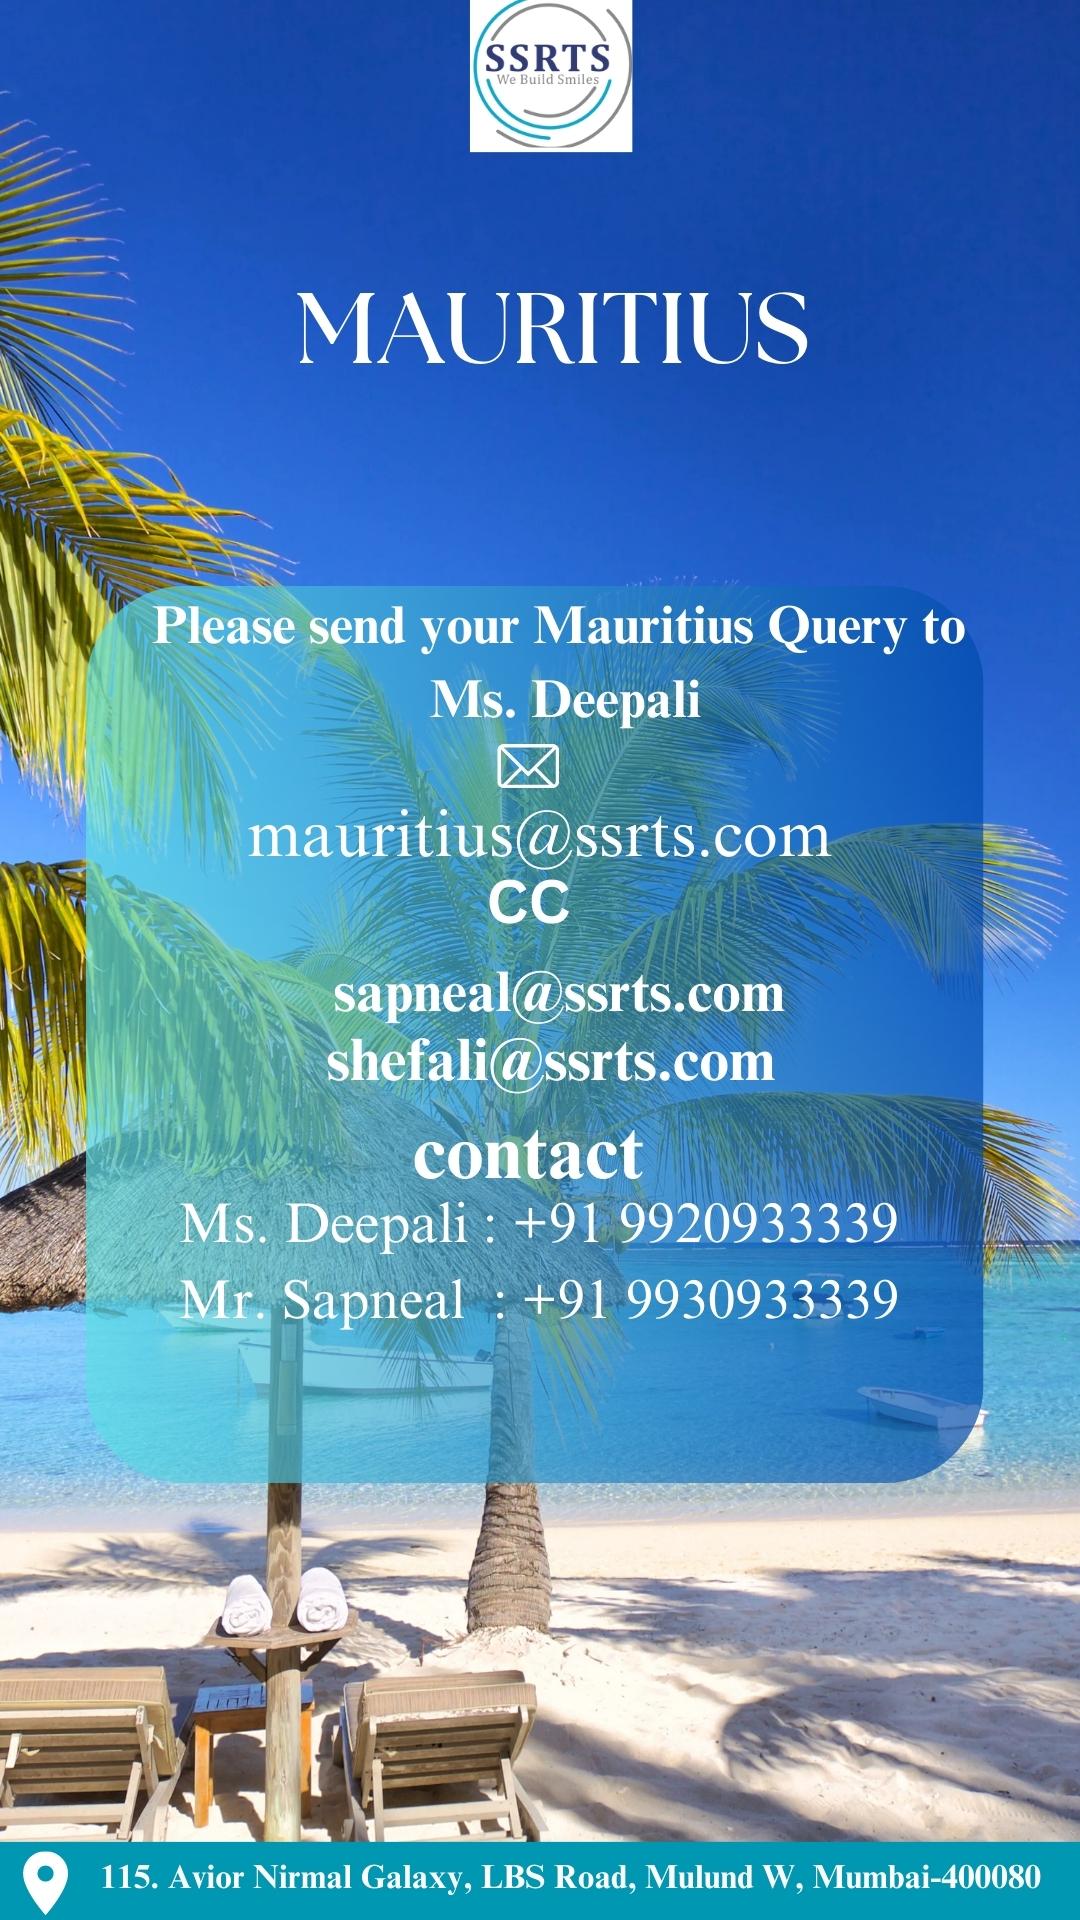 SSRTS
We Build Smiles
MAURITIUS
Please send your Mauritius Query to
Ms. Deepali
mauritius@ssrts.com
CC
sapneal@ssrts.com
shefali@ssrts.com
contact
Ms. Deepali : +91 9920933339
Mr. Sapneal : +91 9930933339
115. Avior Nirmal Galaxy, LBS Road, Mulund W, Mumbai-400080